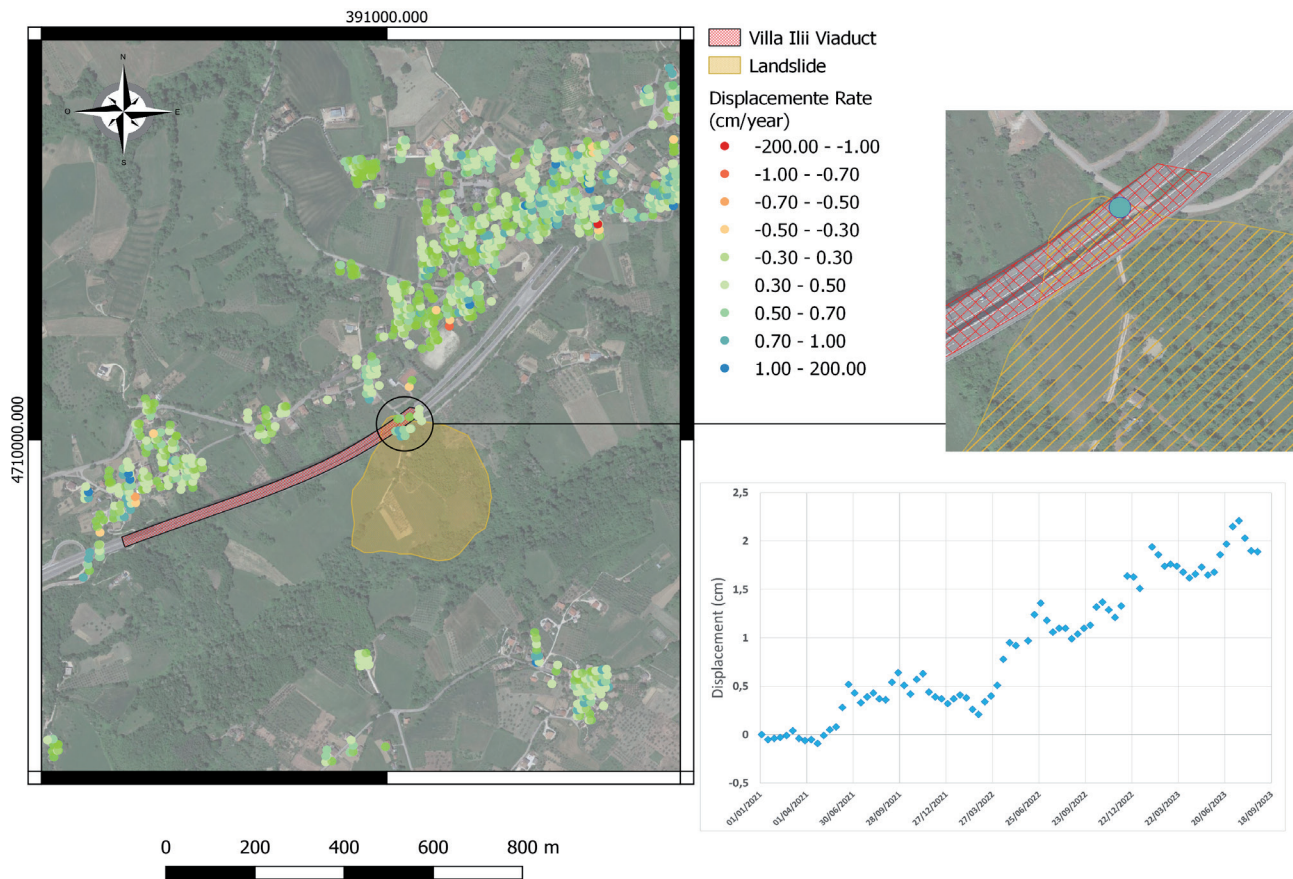 391000.000
4710000.000
N
O
E
S
Villa Ilii Viaduct
Landslide
Displacemente Rate
(cm/year)
-200.00 - -1.00
-1.00 - -0.70
-0.70 - -0.50
-0.50 - -0.30
-0.30 - 0.30
0.30 - 0.50
0.50 - 0.70
0.70 - 1.00
1.00 - 200.00
Displacement (cm)
2,5
2
1,5
1
0,5
0
-0,5
01/01/2021
01/04/2021
30/06/2021
28/09/2021
27/12/2021
27/03/2022
25/06/2022
23/09/2022
22/12/2022
22/03/2023
20/06/2023
18/09/2023
0 200 400 600 800 m